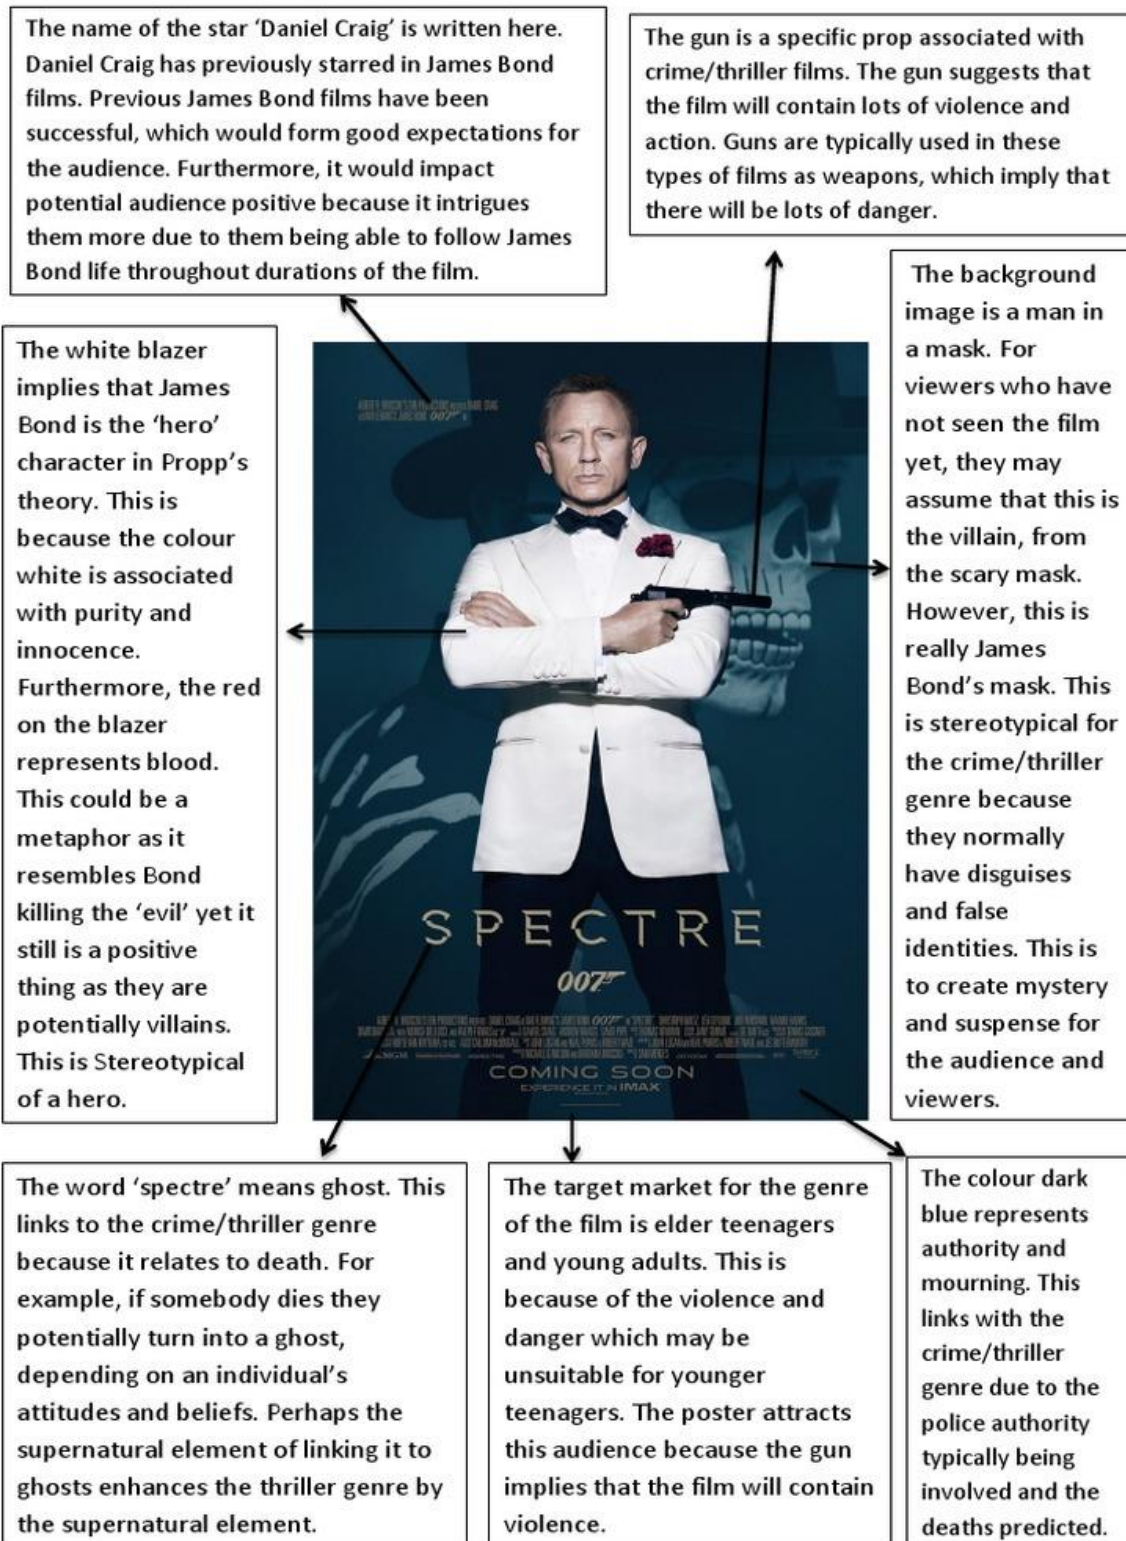 The name of the star ‘Daniel Craig’ is written here.
Daniel Craig has previously starred in James Bond
films. Previous James Bond films have been
successful, which would form good expectations for
the audience. Furthermore, it would impact
potential audience positive because it intrigues
them more due to them being able to follow James
Bond life throughout durations of the film.
The gun is a specific prop associated with
crime/thriller films. The gun suggests that
the film will contain lots of violence and
action. Guns are typically used in these
types of films as weapons, which imply that
there will be lots of danger.
The white blazer
implies that James
Bond is the ‘hero’
character in Propp’s
theory. This is
because the colour
white is associated
with purity and
innocence.
Furthermore, the red
on the blazer
represents blood.
This could be a
metaphor as it
resembles Bond
killing the ‘evil’ yet it
still is a positive
thing as they are
potentially villains.
This is Stereotypical
of a hero.
007
SPECTRE
007
COMING SOON
EXPERIENCE IT IN IMAX
The background
image is a man in
a mask. For
viewers who have
not seen the film
yet, they may
assume that this is
the villain, from
the scary mask.
However, this is
really James
Bond’s mask. This
is stereotypical for
the crime/thriller
genre because
they normally
have disguises
and false
identities. This is
to create mystery
and suspense for
the audience and
viewers.
The word ‘spectre’ means ghost. This
links to the crime/thriller genre
because it relates to death. For
example, if somebody dies they
potentially turn into a ghost,
depending on an individual’s
attitudes and beliefs. Perhaps the
supernatural element of linking it to
ghosts enhances the thriller genre by
the supernatural element.
The target market for the genre
of the film is elder teenagers
and young adults. This is
because of the violence and
danger which may be
unsuitable for younger
teenagers. The poster attracts
this audience because the gun
implies that the film will contain
violence.
The colour dark
blue represents
authority and
mourning. This
links with the
crime/thriller
genre due to the
police authority
typically being
involved and the
deaths predicted.